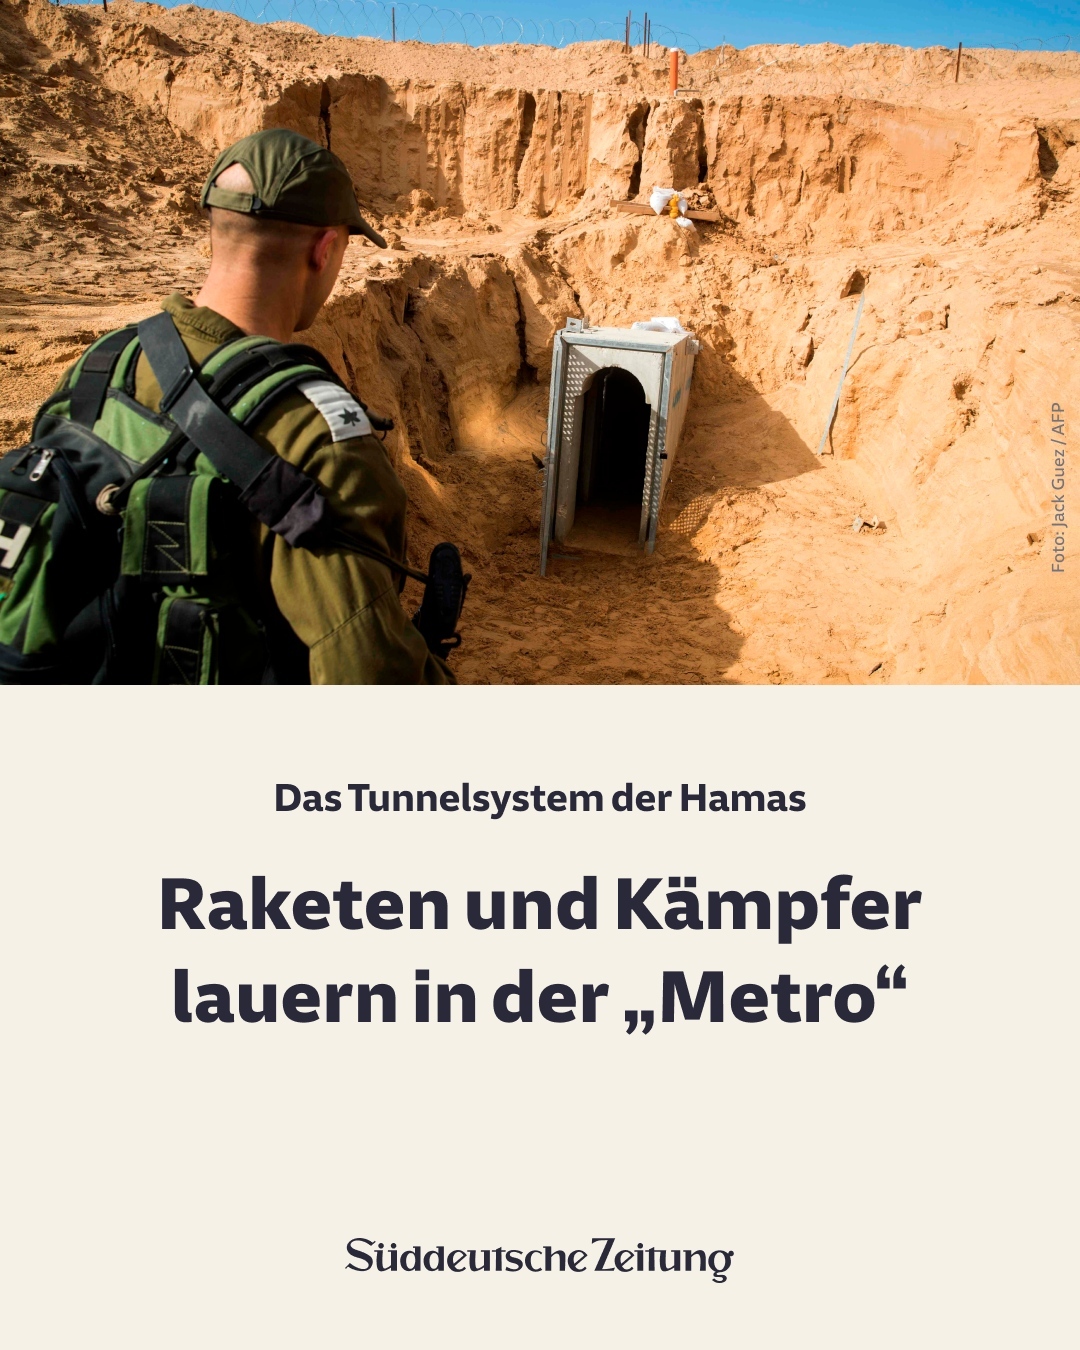 Foto: Jack Guez / AFP
Das Tunnelsystem der Hamas
Raketen und Kämpfer
lauern in der „Metro“
Süddeutsche Zeitung